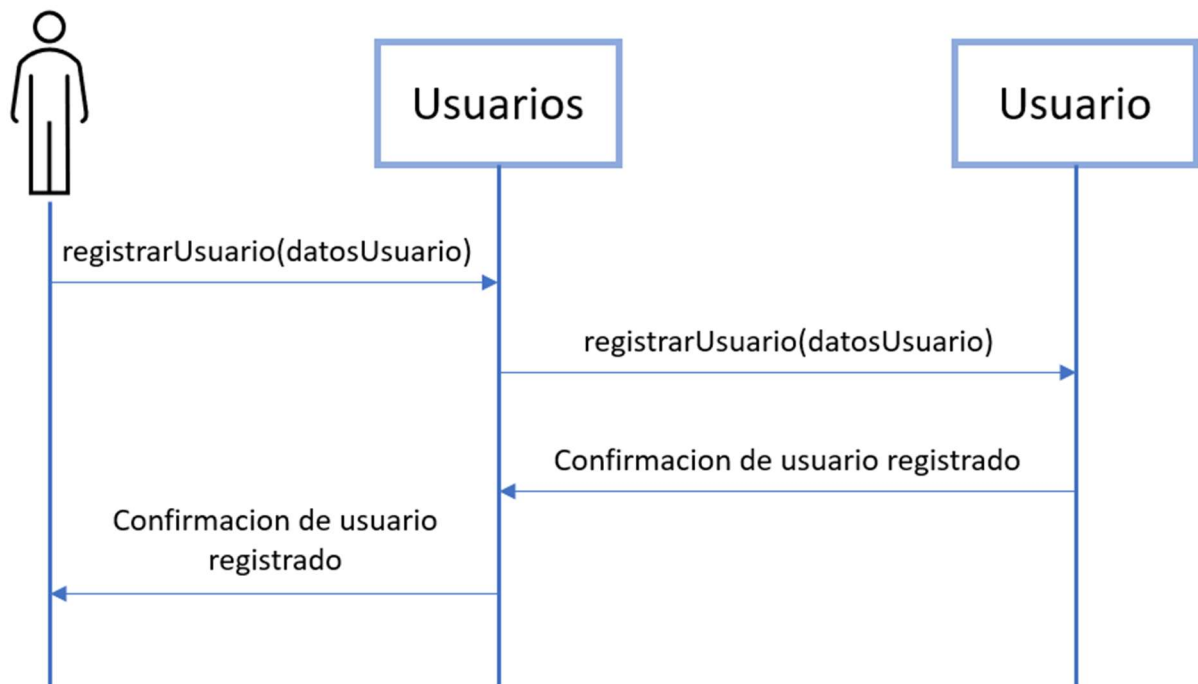 Usuarios
Usuario
registrarUsuario(datosUsuario)
registrarUsuario(datosUsuario)
Confirmacion de usuario registrado
Confirmacion de usuario
registrado